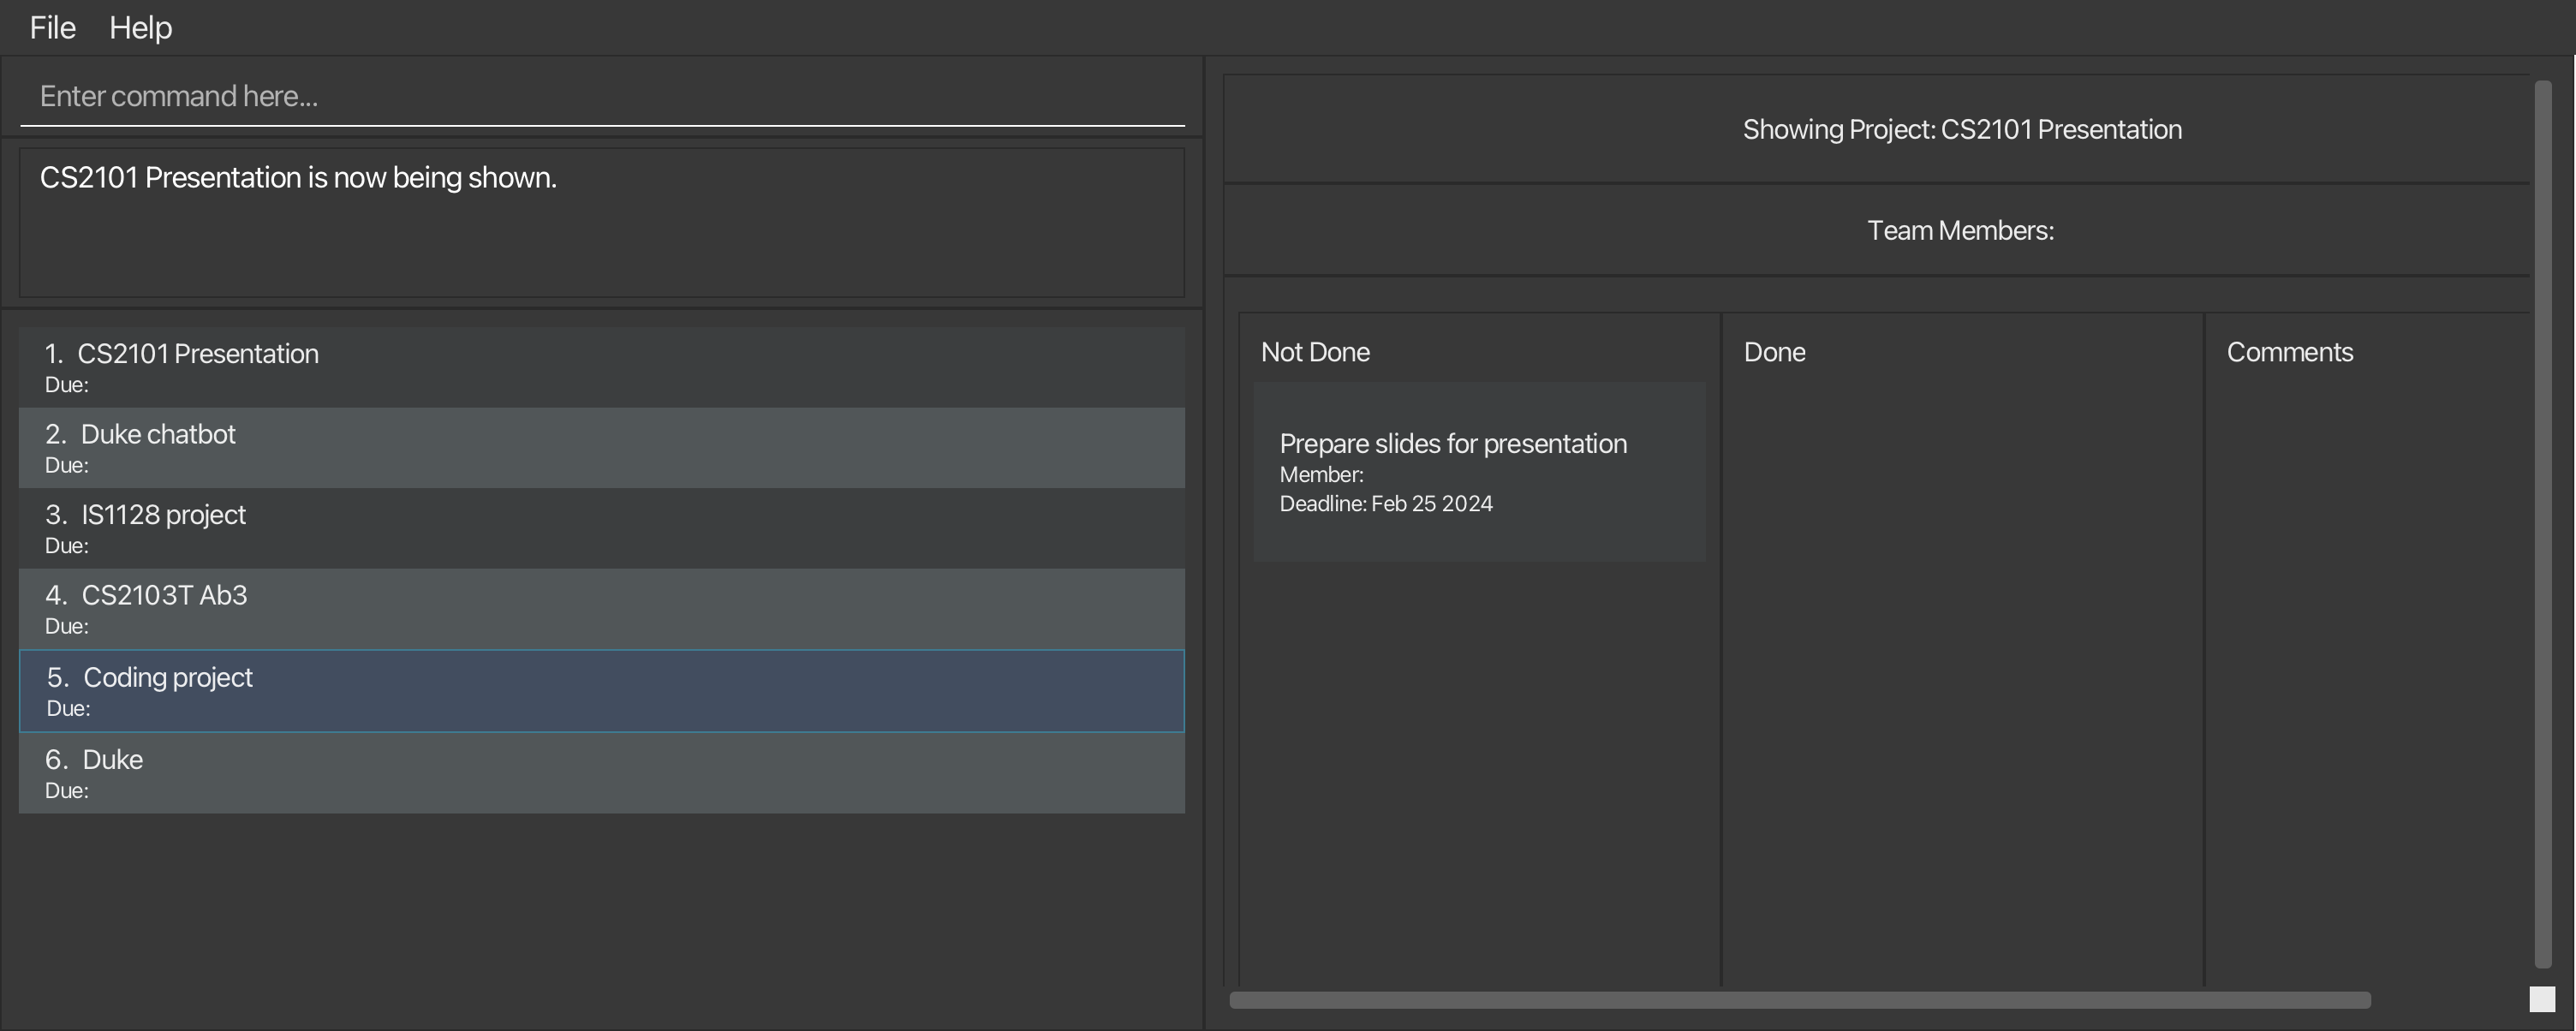 File Help
Enter command here...
CS2101 Presentation is now being shown.
1. CS2101 Presentation
Due:
2. Duke chatbot
Due:
3. IS1128 project
Due:
4. CS2103T Ab3
Due:
5. Coding project
Due:
6. Duke
Due:
Showing Project: CS2101 Presentation
Team Members:
Not Done
Prepare slides for presentation
Member:
Deadline: Feb 25 2024
Done
Comments